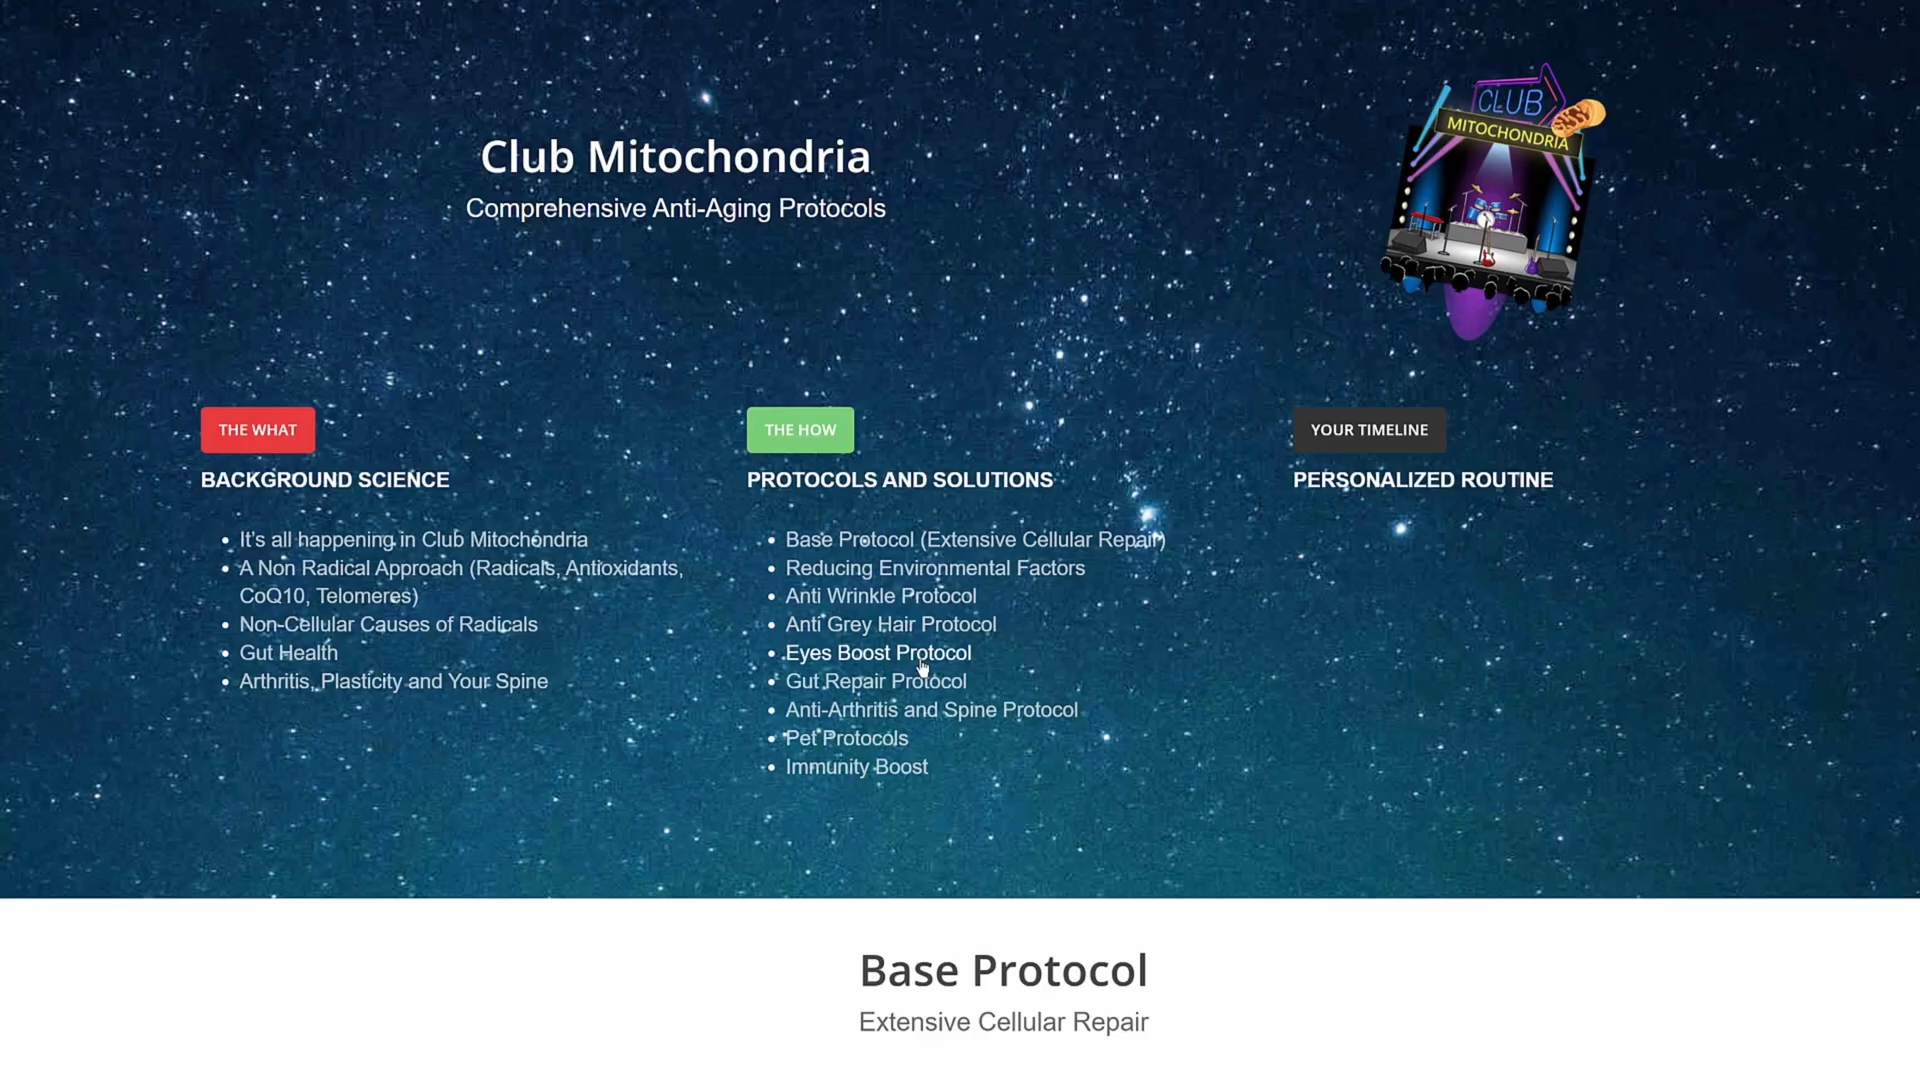 CLUB
MITOCHONDRIA
Club Mitochondria
Comprehensive Anti-Aging Protocols
THE WHAT
BACKGROUND SCIENCE
It's all happening in Club Mitochondria
A Non Radical Approach (Radicals, Antioxidants,
CoQ10, Telomeres)
Non-Cellular Causes of Radicals
Gut Health
Arthritis, Plasticity and Your Spine
THE HOW
PROTOCOLS AND SOLUTIONS
Base Protocol (Extensive Cellular Repair)
Reducing Environmental Factors
Anti Wrinkle Protocol
Anti Grey Hair Protocol
Eyes Boost Protocol
Gut Repair Protocol
Anti-Arthritis and Spine Protocol
Pet Protocols
Immunity Boost
YOUR TIMELINE
PERSONALIZED ROUTINE
Base Protocol
Extensive Cellular Repair